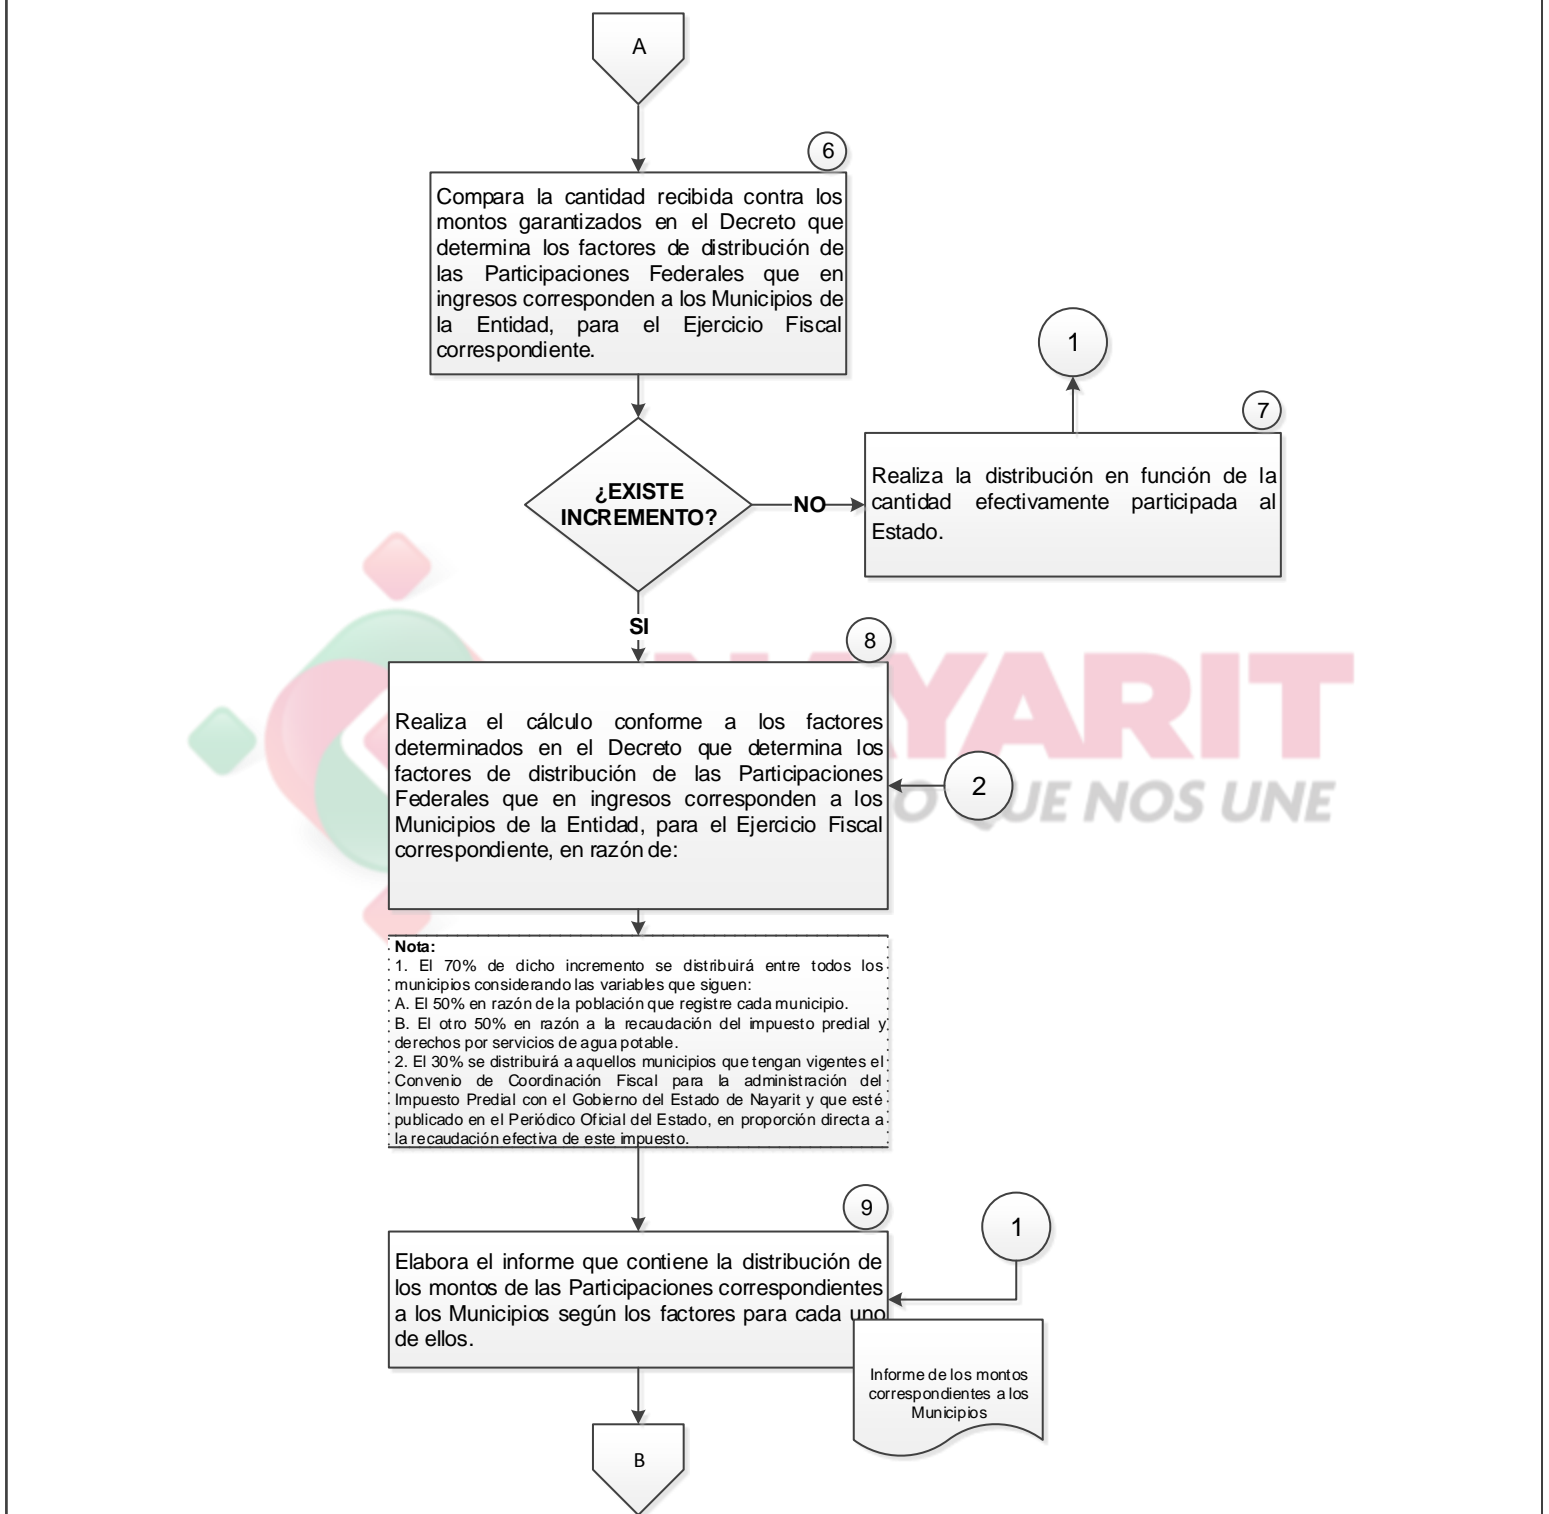 A
6
Compara la cantidad recibida contra los
montos garantizados en el Decreto que
determina los factores de distribución de
las Participaciones Federales que en
ingresos corresponden a los Municipios de
la Entidad, para el Ejercicio Fiscal
correspondiente.
1
7
Realiza la distribución en función de la
cantidad efectivamente participada al
Estado.
¿EXISTE
INCREMENTO?
NO
SI
8
Realiza el cálculo conforme a los factores
determinados en el Decreto que determina los
factores de distribución de las Participaciones
Federales que en ingresos corresponden a los
Municipios de la Entidad, para el Ejercicio Fiscal
correspondiente, en razón de:
2
AYARIT
O QUE NOS UNE
Nota:
1. El 70% de dicho incremento se distribuirá entre todos los
municipios considerando las variables que siguen:
A. El 50% en razón de la población que registre cada municipio.
B. El otro 50% en razón a la recaudación del impuesto predial y
derechos por servicios de agua potable.
2. El 30% se distribuirá a aquellos municipios que tengan vigentes el
Convenio de Coordinación Fiscal para la administración del
Impuesto Predial con el Gobierno del Estado de Nayarit y que esté
publicado en el Periódico Oficial del Estado, en proporción directa a
la recaudación efectiva de este impuesto.
9
1
Elabora el informe que contiene la distribución de
los montos de las Participaciones correspondientes
a los Municipios según los factores para cada uno
de ellos.
Informe de los montos
correspondientes a los
Municipios
B